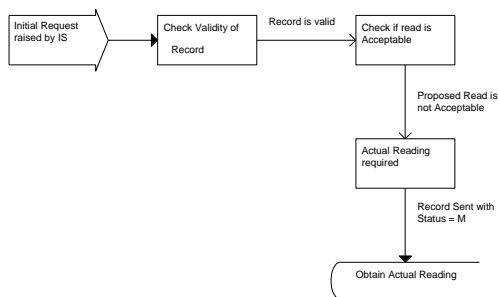 Initial Request
raised by IS
Check Validity of
Record
Record is valid
Check if read is
Acceptable
Proposed Read is
not Acceptable
Actual Reading
required
Record Sent with
Status = M
Obtain Actual Reading